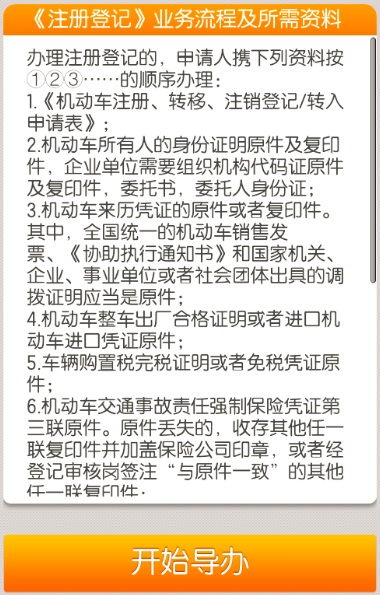 《注册登记》业务流程及所需资料
办理注册登记的，申请人携下列资料按
①②③……的顺序办理：
1.《机动车注册、转移、注销登记/转入
申请表》；
2.机动车所有人的身份证明原件及复印
件，企业单位需要组织机构代码证原件
及复印件，委托书，委托人身份证；
3.机动车来历凭证的原件或者复印件。
其中，全国统一的机动车销售发
票、《协助执行通知书》和国家机关、
企业、事业单位或者社会团体出具的调
拨证明应当是原件；
4.机动车整车出厂合格证明或者进口机
动车进口凭证原件；
5.车辆购置税完税证明或者免税凭证原
件；
6.机动车交通事故责任强制保险凭证第
三联原件。原件丢失的，收存其他任一
联复印件并加盖保险公司印章，或者经
登记审核岗签注“与原件一致”的其他
任一联复印件；
开始导办